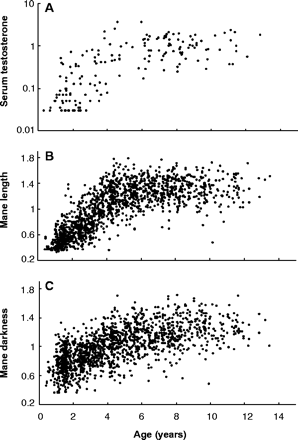 A
Serum testosterone
10
1
0.1
0.01
B
Mane length
1.8
1.4
1
0.6
0.2
C
Mane darkness
1.8
1.4
1
0.6
0.2
0 2 4 6 8 10 12 14
Age (years)